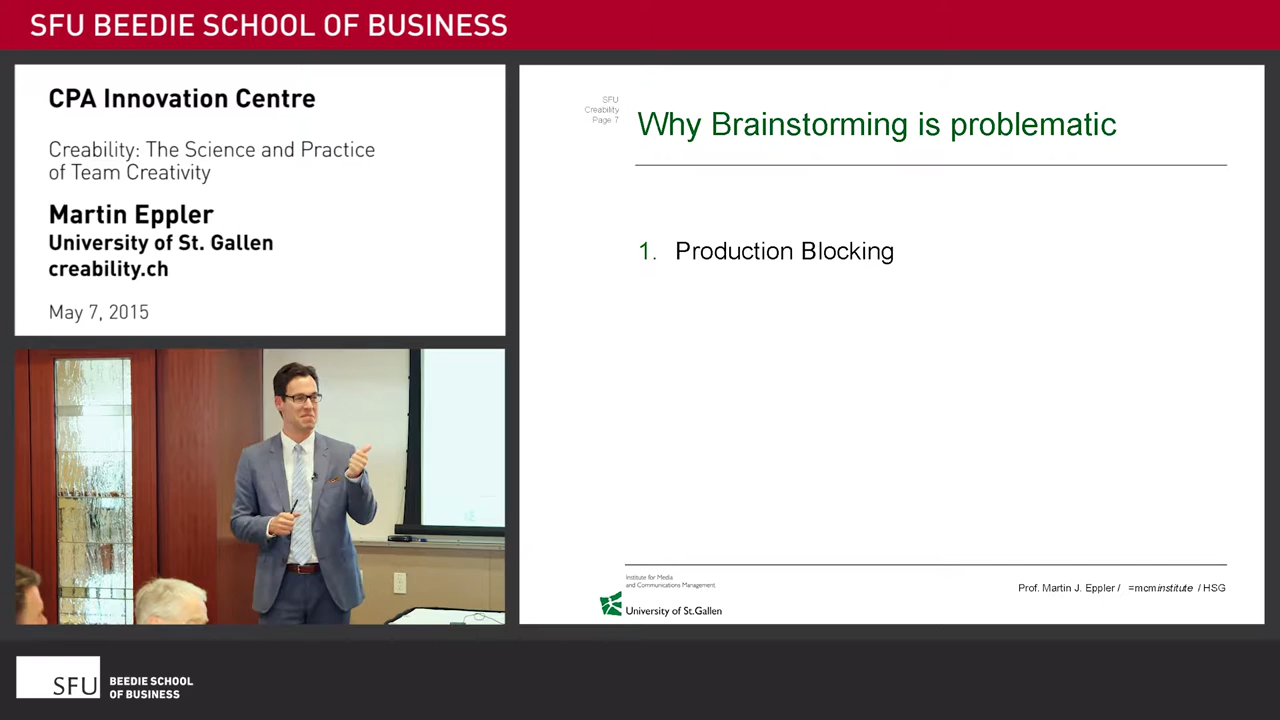 SFU BEEDIE SCHOOL OF BUSINESS
CPA Innovation Centre
Creability: The Science and Practice
of Team Creativity
Martin Eppler
University of St. Gallen
creability.ch
May 7, 2015
SFU
Creability
Page 7
Why Brainstorming is problematic
1. Production Blocking
Institute for Media
and Communications Management
University of St.Gallen
Prof. Martin J. Eppler / =mcminstitute / HSG
SFU
BEEDIE SCHOOL
OF BUSINESS